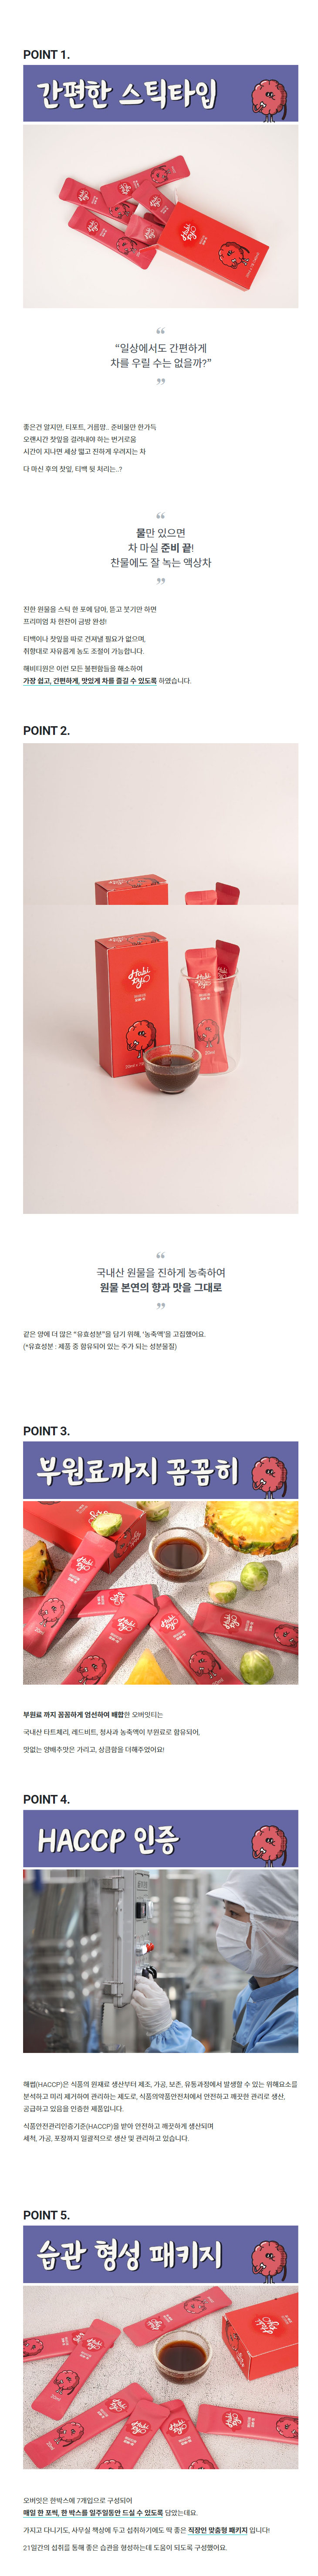 POINT 1.
간편한 스틱타입
“일상에서도 간편하게
차를 우릴 수는 없을까?”
좋은건 알지만, 티포트, 거름망.. 준비물만 한가득
오랜시간 찻잎을 걸러내야 하는 번거로움
시간이 지나면 세상 떫고 진하게 우려지는 차
다 마신 후의 찻잎, 티백 뒷 처리는..?
물만 있으면
차 마실 준비 끝!
찬물에도 잘 녹는 액상차
진한 원물을 스틱 한 포에 담아, 뜯고 붓기만 하면
프리미엄 차 한잔이 금방 완성!
티백이나 찻잎을 따로 건져낼 필요가 없으며,
취향대로 자유롭게 농도 조절이 가능합니다.
해비티원은 이런 모든 불편함들을 해소하여
가장 쉽고, 간편하게, 맛있게 차를 즐길 수 있도록 하였습니다.
POINT 2.
Habi
20ml x 7
국내산 원물을 진하게 농축하여
원물 본연의 향과 맛을 그대로
같은 양에 더 많은 “유효성분”을 담기 위해, ‘농축액’을 고집했어요.
(*유효성분 : 제품 중 함유되어 있는 주가 되는 성분물질)
POINT 3.
부원료까지 꼼꼼히
부원료 까지 꼼꼼하게 엄선하여 배합한 오버잇티는
국내산 타트체리, 레드비트, 청사과 농축액이 부원료로 함유되어,
맛없는 양배추맛은 가리고, 상큼함을 더해주었어요!
POINT 4.
HACCP 인증
해썹(HACCP)은 식품의 원재료 생산부터 제조, 가공, 보존, 유통과정에서 발생할 수 있는 위해요소를
분석하고 미리 제거하여 관리하는 제도로, 식품의약품안전처에서 안전하고 깨끗한 관리로 생산,
공급하고 있음을 인증한 제품입니다.
식품안전관리인증기준(HACCP)을 받아 안전하고 깨끗하게 생산되며
세척, 가공, 포장까지 일괄적으로 생산 및 관리하고 있습니다.
POINT 5.
습관 형성 패키지
오버잇은 한박스에 7개입으로 구성되어
매일 한 포씩, 한 박스를 일주일동안 드실 수 있도록 담았는데요.
가지고 다니기도, 사무실 책상에 두고 섭취하기에도 딱 좋은 직장인 맞춤형 패키지 입니다!
21일간의 섭취를 통해 좋은 습관을 형성하는데 도움이 되도록 구성했어요.